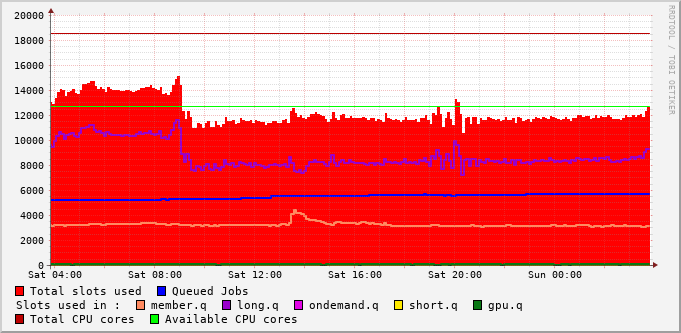 20000
18000
16000
14000
12000
10000
8000
6000
4000
2000
0
Sat 04:00 Sat 08:00 Sat 12:00 Sat 16:00 Sat 20:00 Sun 00:00
RRDTOOL / TOBI OETIKER
Total slots used Queued Jobs
Slots used in : member.q long.q ondemand.q short.q gpu.q
Total CPU cores Available CPU cores